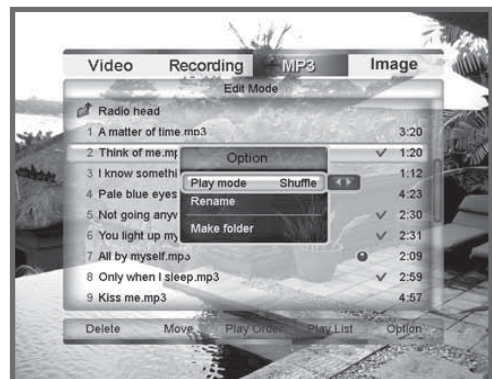 Video Recording MP3 Image
Edit Mode
Radio head
1 A matter of time.mp3 3:20
2 Think of me.mp 1:20
3 I know somethi 1:12
4 Pale blue eyes 4:23
5 Not going anyw 2:30
6 You light up my 2:31
7 All by myself.mp3 2:09
8 Only when I sleep.mp3 2:59
9 Kiss me.mp3 4:57
Option
Play mode Shuffle
Rename
Make folder
Delete Move Play Order Play List Option